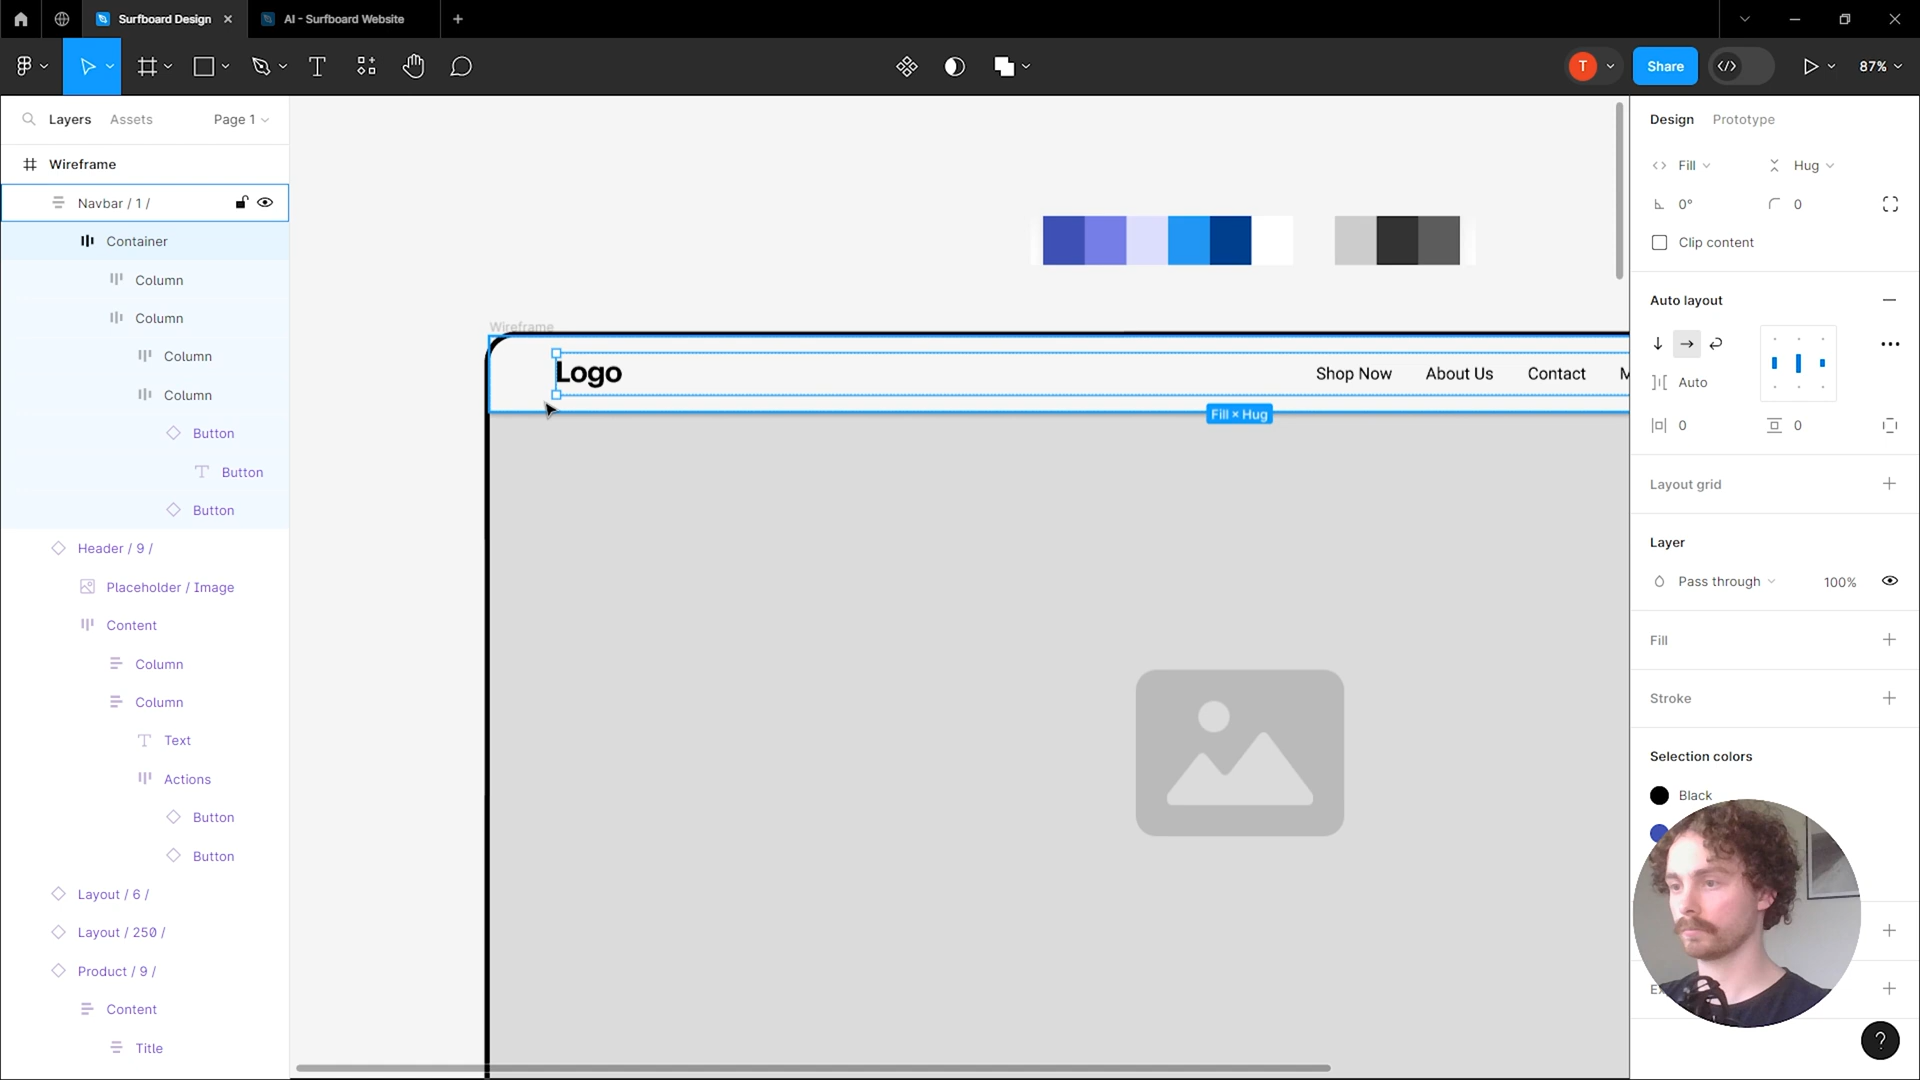 Surfboard Design
AI - Surfboard Website
T
Share
87%
Layers
Assets
Page 1
Wireframe
Navbar / 1 /
Container
Column
Column
Column
Column
Button
Button
Button
Header / 9 /
Placeholder / Image
Content
Column
Column
Text
Actions
Button
Button
Layout / 6 /
Layout / 250 /
Product / 9 /
Content
Title
Wireframe
Logo
Shop Now
About Us
Contact
M
Fill × Hug
Design
Prototype
Fill
Hug
0°
0
Clip content
Auto layout
Auto
0
0
Layout grid
Layer
Pass through
100%
Fill
Stroke
Selection colors
Black
?